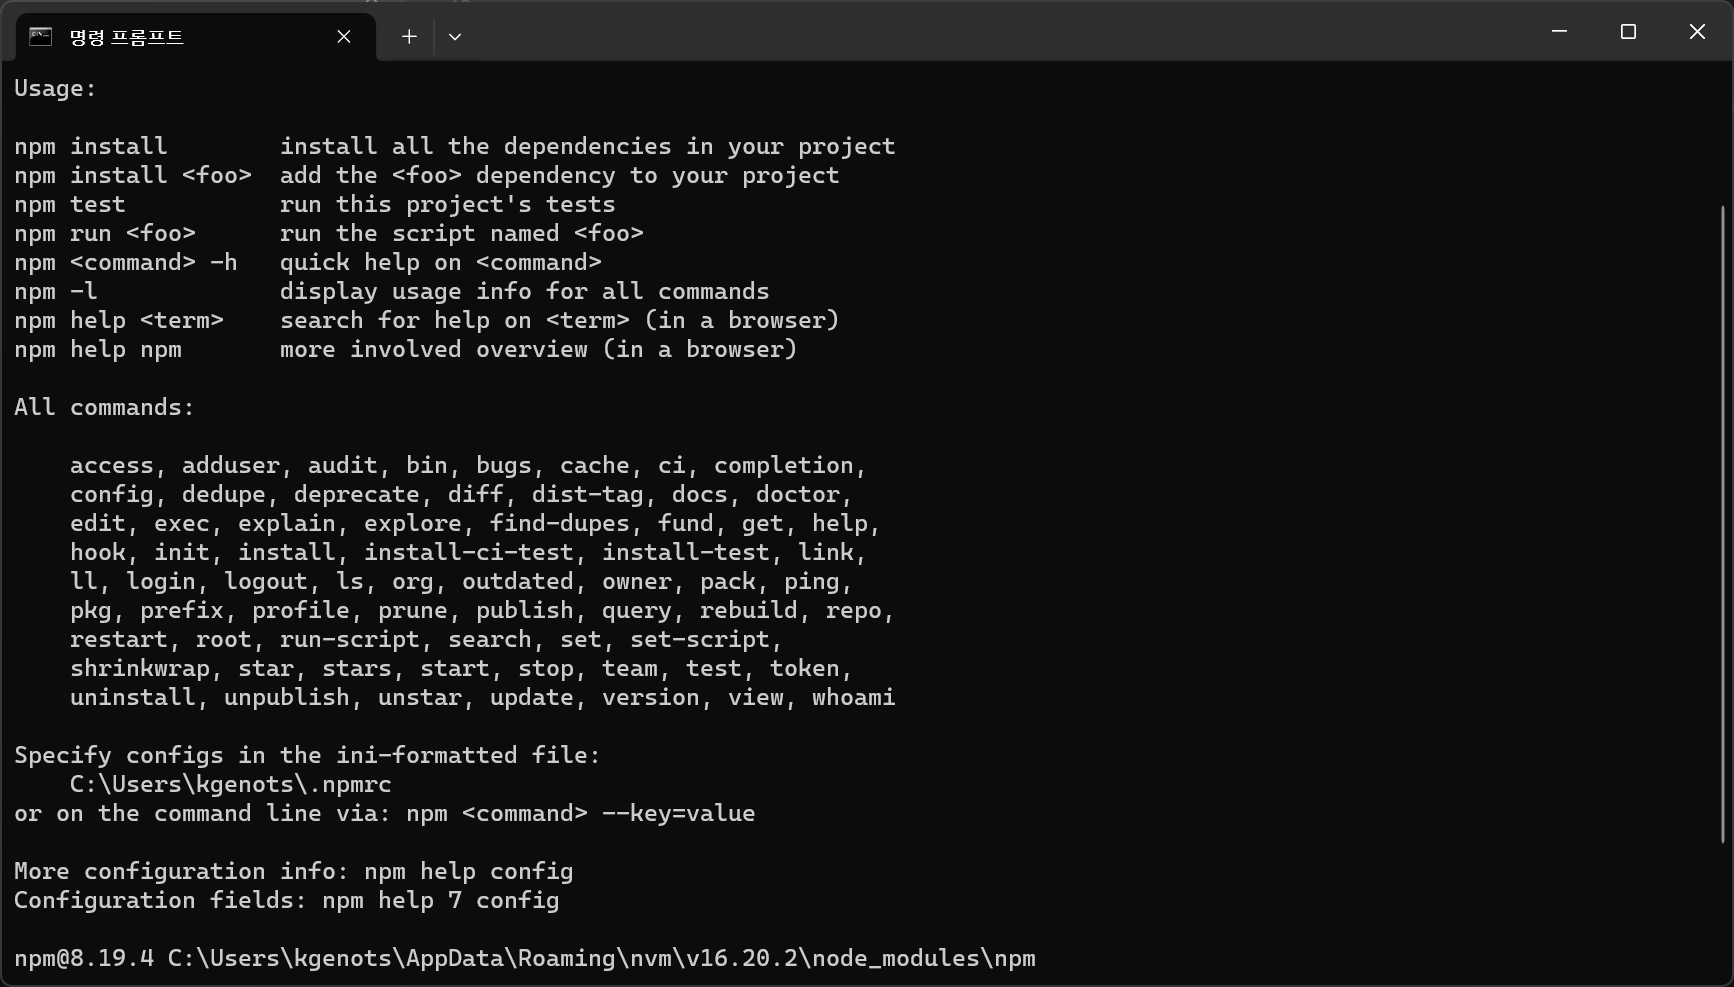 명령 프롬프트
Usage:
npm install        install all the dependencies in your project
npm install <foo>  add the <foo> dependency to your project
npm test           run this project's tests
npm run <foo>      run the script named <foo>
npm <command> -h   quick help on <command>
npm -l             display usage info for all commands
npm help <term>    search for help on <term> (in a browser)
npm help npm       more involved overview (in a browser)
All commands:
    access, adduser, audit, bin, bugs, cache, ci, completion,
    config, dedupe, deprecate, diff, dist-tag, docs, doctor,
    edit, exec, explain, explore, find-dupes, fund, get, help,
    hook, init, install, install-ci-test, install-test, link,
    ll, login, logout, ls, org, outdated, owner, pack, ping,
    pkg, prefix, profile, prune, publish, query, rebuild, repo,
    restart, root, run-script, search, set, set-script,
    shrinkwrap, star, stars, start, stop, team, test, token,
    uninstall, unpublish, unstar, update, version, view, whoami
Specify configs in the ini-formatted file:
    C:\Users\kgenots\.npmrc
or on the command line via: npm <command> --key=value
More configuration info: npm help config
Configuration fields: npm help 7 config
npm@8.19.4 C:\Users\kgenots\AppData\Roaming\nvm\v16.20.2\node_modules\npm